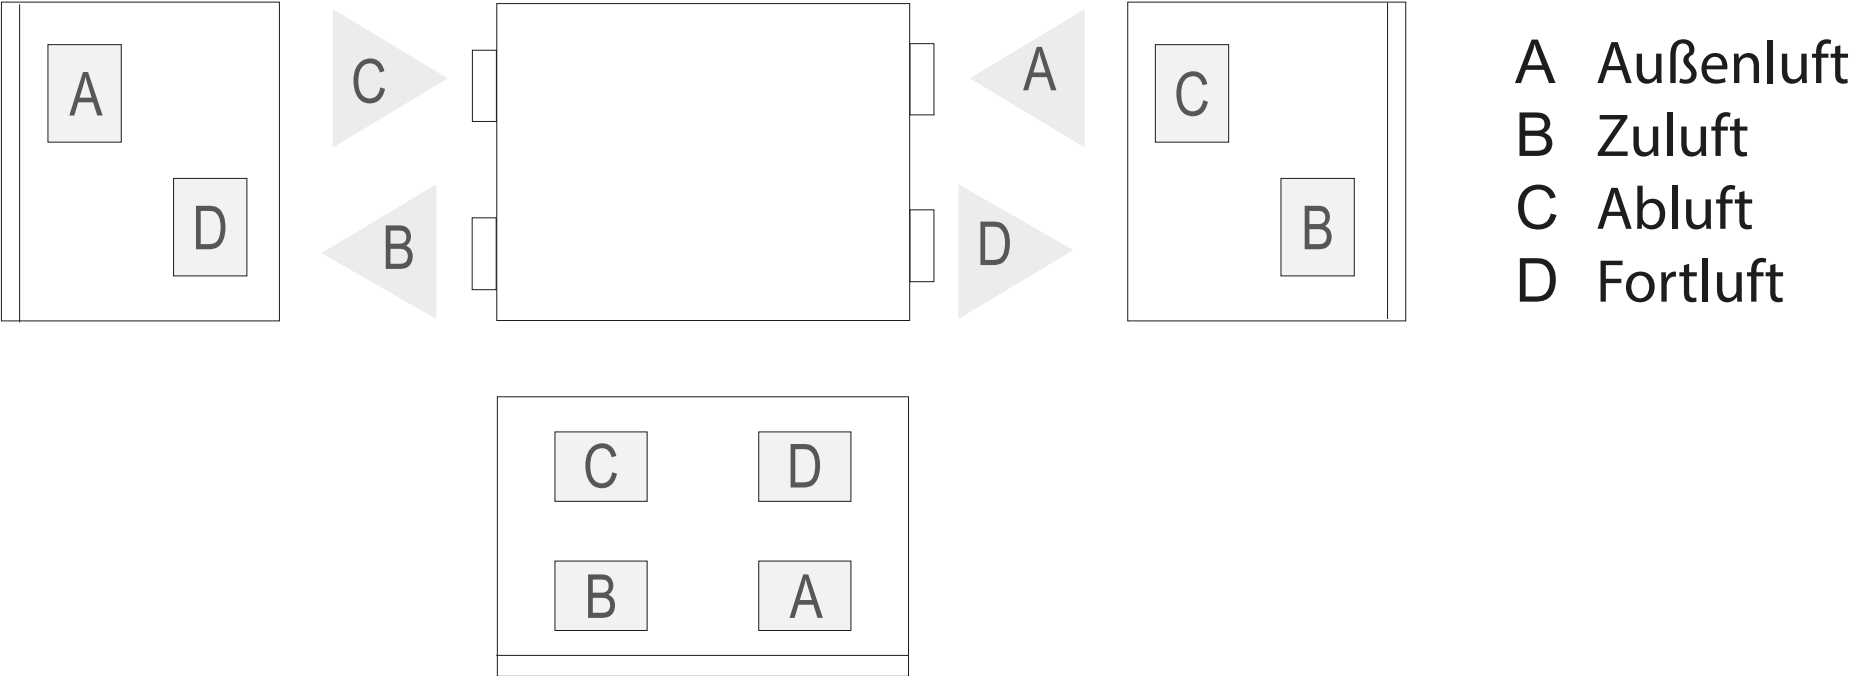 A
D
C
B
A
D
C
B
C D
B A
A Außenluft
B Zuluft
C Abluft
D Fortluft